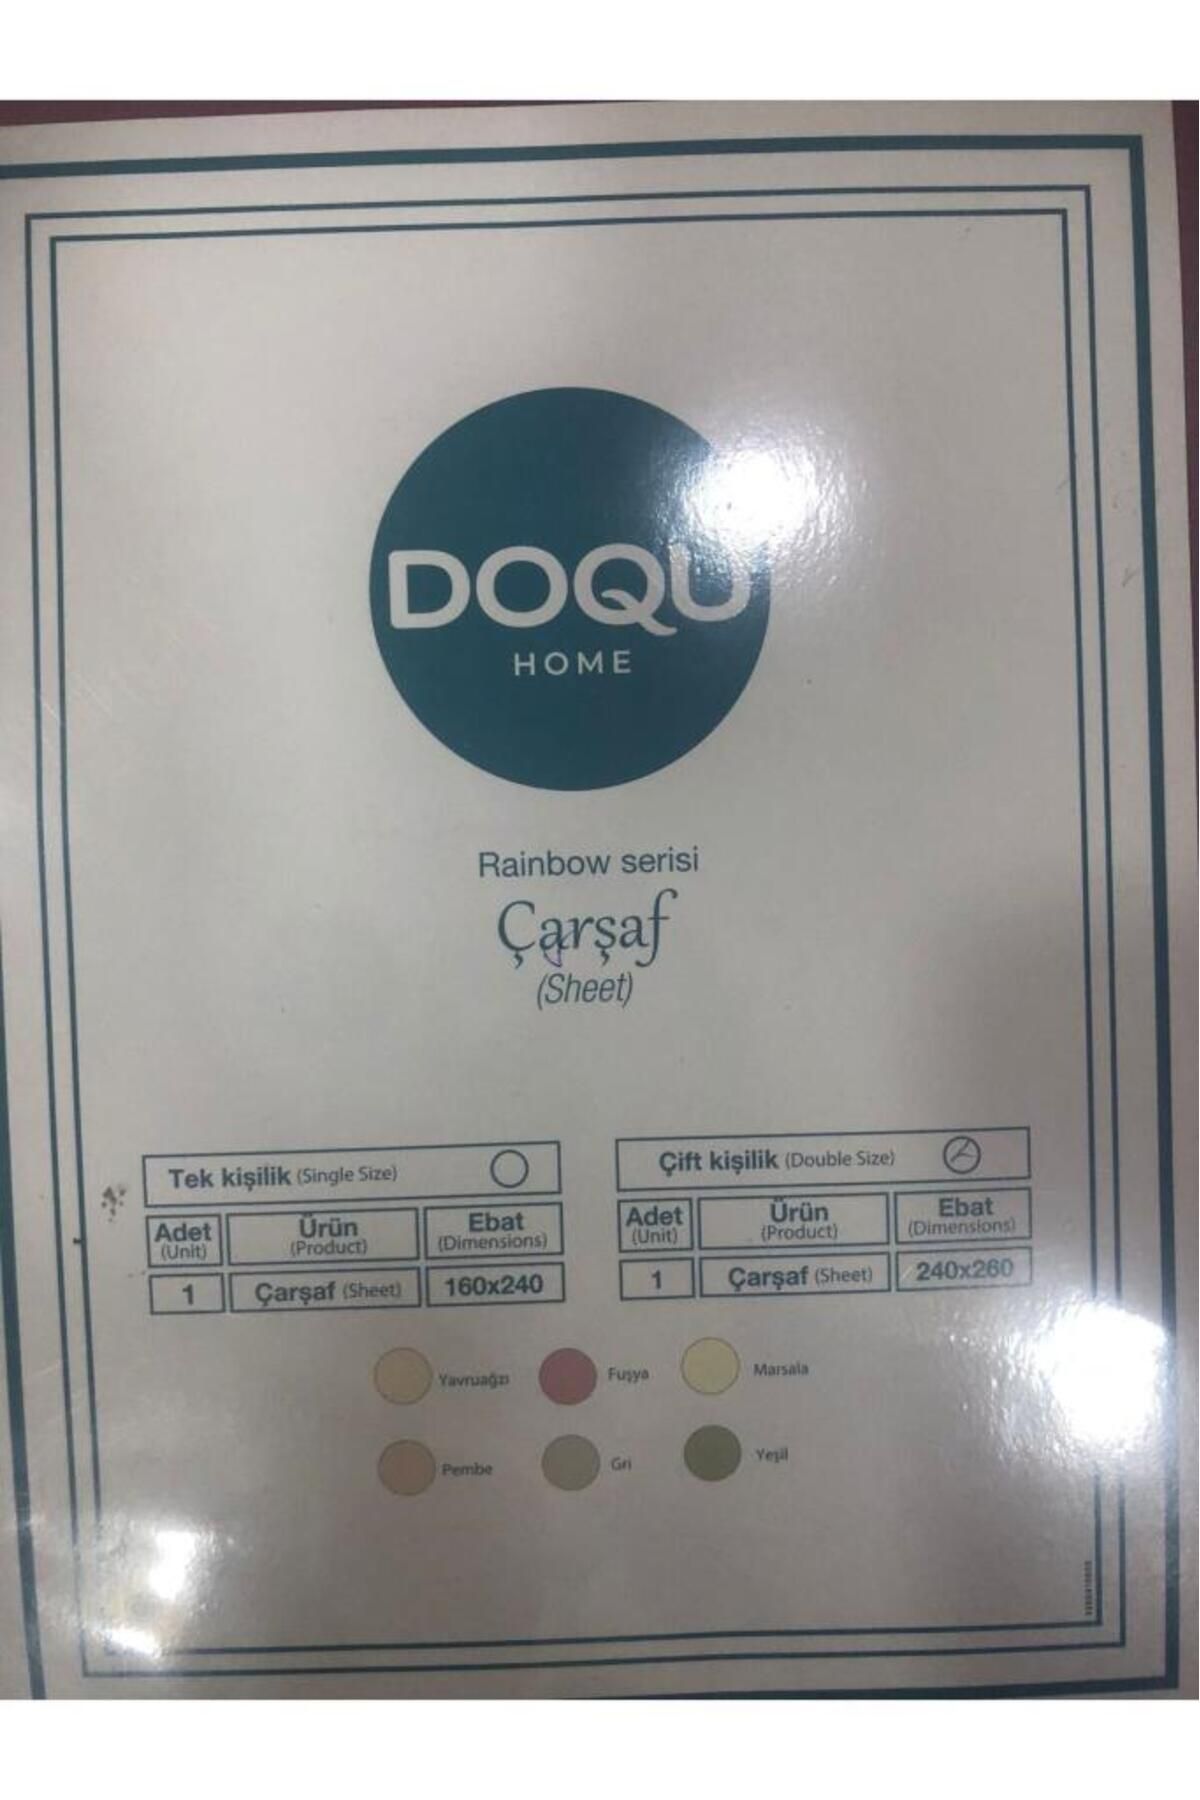 DOQU
HOME
Rainbow serisi
Çarşaf
(Sheet)
Tek kişilik (Single Size)
Adet Ürün Ebat
(Unit) (Product) (Dimensions)
1 Çarşaf (Sheet) 160x240
Çift kişilik (Double Size)
Adet Ürün Ebat
(Unit) (Product) (Dimensions)
1 Çarşaf (Sheet) 240x260
Yavruağzı Fuşya Marsala
Pembe Gri Yeşil